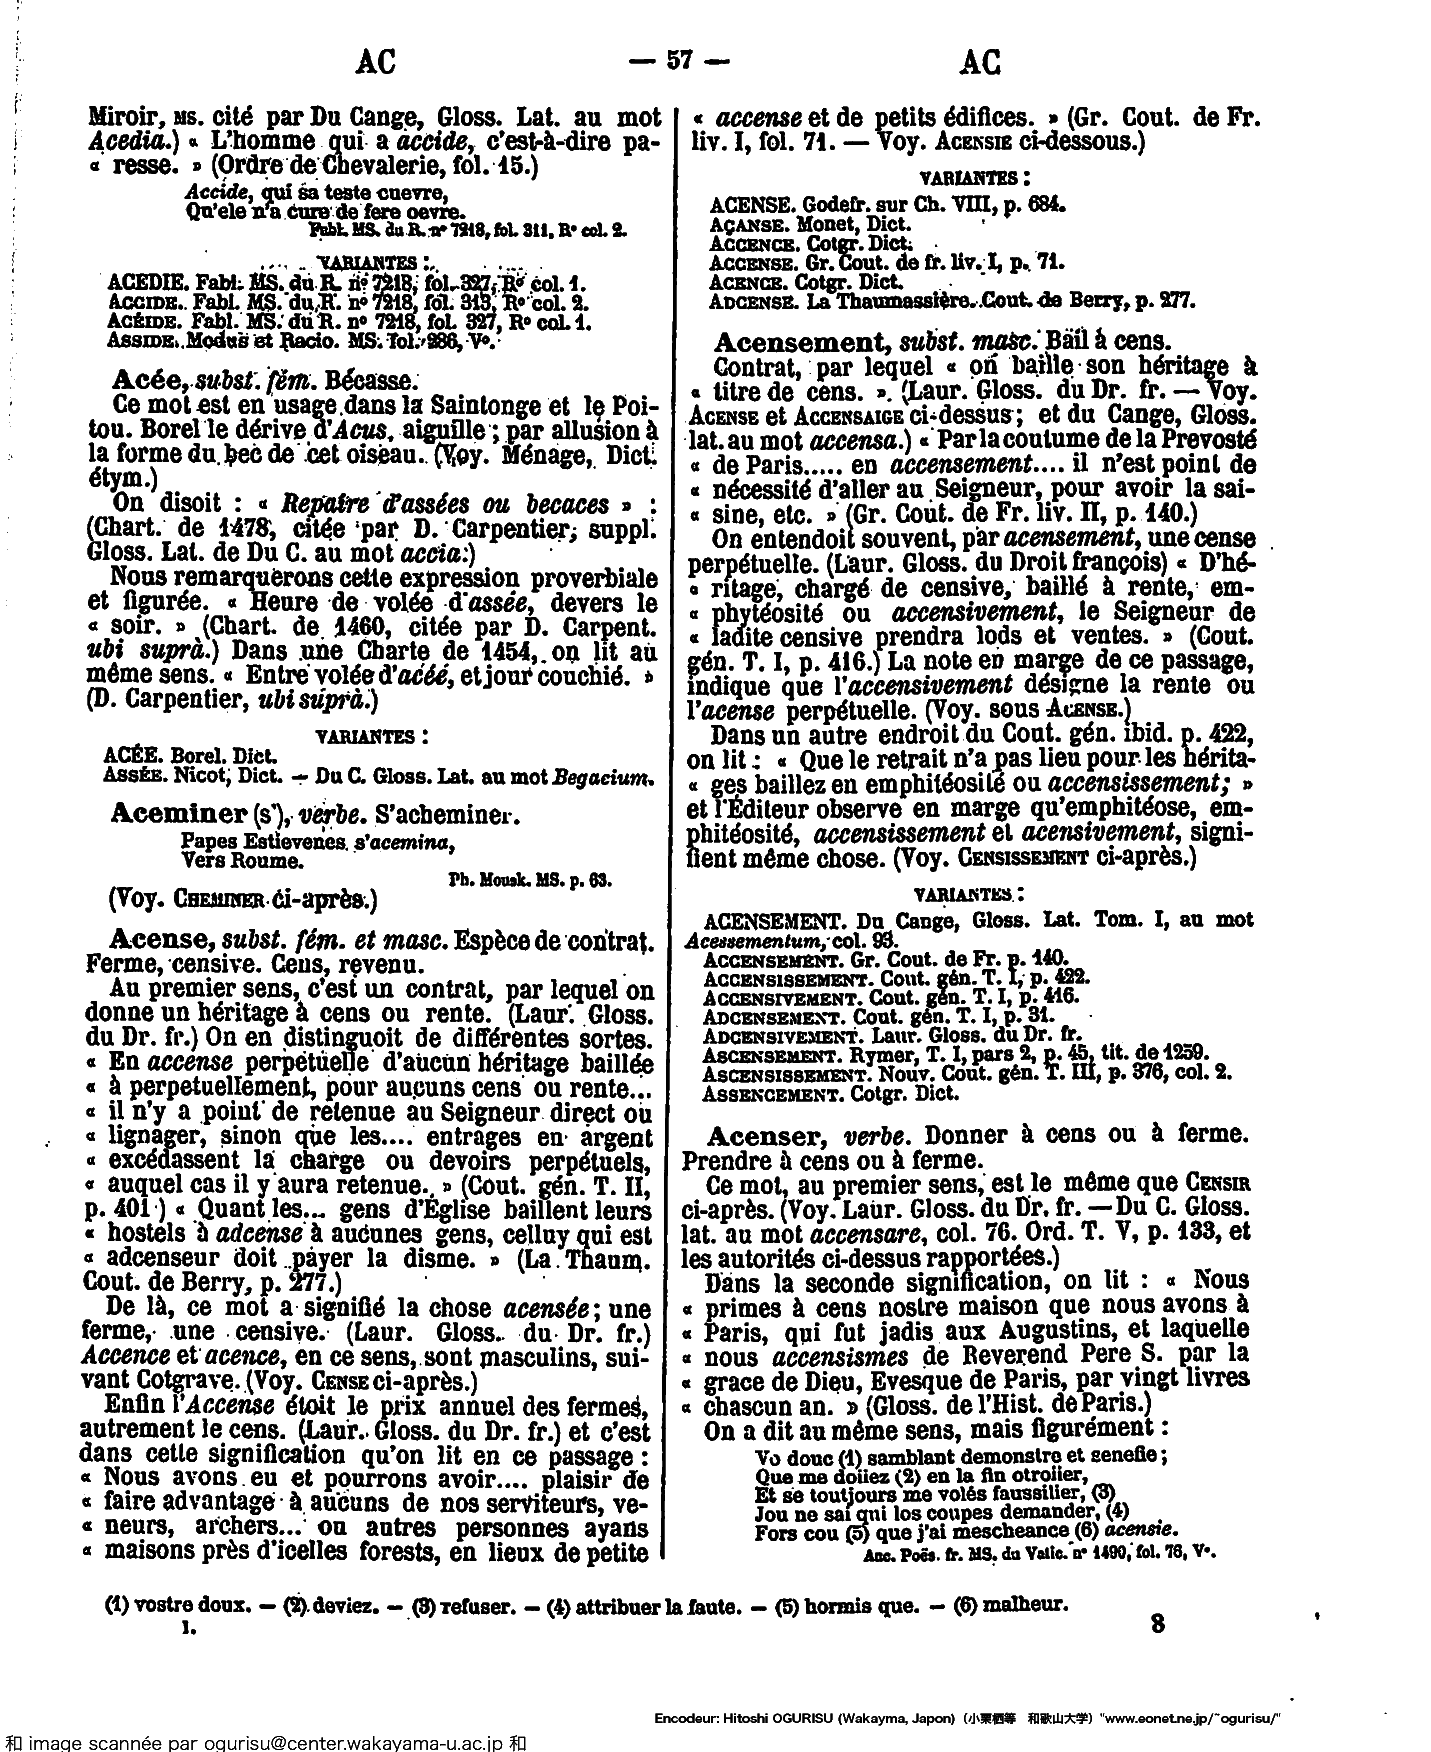 AC — 57 — AC
Miroir, MS. cité par Du Cange, Gloss. Lat. au mot
Acedia.) « L'homme qui a accide, c'est-à-dire pa-
« resse. » (Ordre de Chevalerie, fol. 15.)
Accide, qui sa teste cuevre,
Qu'ele n'a cure de fere oevre.
Fabl. MS. du R. nº 7218, fol. 311, Rº col. 2.
VARIANTES :
ACEDIE. Fabl. MS. du R. nº 7218, fol. 327, Rº col. 1.
ACCIDE. Fabl. MS. du R. nº 7218, fol. 313, Rº col. 2.
ACÉIDE. Fabl. MS. du R. nº 7218, fol. 327, Rº col. 1.
ASSIDE. Modus et Racio. MS. fol. 286, Vº.
Acée, subst. fém. Bécasse.
Ce mot est en usage dans la Saintonge et le Poi-
tou. Borel le dérive d'Acus, aiguille ; par allusion à
la forme du bec de cet oiseau. (Voy. Ménage, Dict.
étym.)
On disoit : « Repaire d'assées ou becaces » :
(Chart. de 1478, citée par D. Carpentier, suppl.
Gloss. Lat. de Du C. au mot accia.)
Nous remarquerons cette expression proverbiale
et figurée. « Heure de volée d'assée, devers le
« soir. » (Chart. de 1460, citée par D. Carpent.
ubi suprà.) Dans une Charte de 1454, on lit au
même sens. « Entre volée d'acéé, et jour couchié. »
(D. Carpentier, ubi suprà.)
VARIANTES :
ACÉE. Borel. Dict.
ASSÉE. Nicot, Dict. — Du C. Gloss. Lat. au mot Begacium.
Aceminer (s'), verbe. S'acheminer.
Papes Estievenes s'acemina,
Vers Roume.
Ph. Mousk. MS. p. 63.
(Voy. CHEMINER ci-après.)
Acense, subst. fém. et masc. Espèce de contrat.
Ferme, censive. Cens, revenu.
Au premier sens, c'est un contrat, par lequel on
donne un héritage à cens ou rente. (Laur. Gloss.
du Dr. fr.) On en distinguoit de différentes sortes.
« En accense perpétuelle d'aucun héritage baillée
« à perpetuellement, pour aucuns cens ou rente...
« il n'y a point de retenue au Seigneur direct ou
« lignager, sinon que les.... entrages en argent
« excédassent la charge ou devoirs perpétuels,
« auquel cas il y aura retenue. » (Cout. gén. T. II,
p. 401.) « Quant les... gens d'Église baillent leurs
« hostels à adcense à aucunes gens, celluy qui est
« adcenseur doit payer la disme. » (La Thaum.
Cout. de Berry, p. 277.)
De là, ce mot a signifié la chose acensée ; une
ferme, une censive. (Laur. Gloss. du Dr. fr.)
Accence et acence, en ce sens, sont masculins, sui-
vant Cotgrave. (Voy. CENSE ci-après.)
Enfin l'Accense étoit le prix annuel des fermes,
autrement le cens. (Laur. Gloss. du Dr. fr.) et c'est
dans cette signification qu'on lit en ce passage :
« Nous avons eu et pourrons avoir.... plaisir de
« faire advantage à aucuns de nos serviteurs, ve-
« neurs, archers... ou autres personnes ayans
« maisons près d'icelles forests, en lieux de petite
« accense et de petits édifices. » (Gr. Cout. de Fr.
liv. I, fol. 71. — Voy. ACENSIE ci-dessous.)
VARIANTES :
ACENSE. Godefr. sur Ch. VIII, p. 684.
AÇANSE. Monet, Dict.
ACCENCE. Cotgr. Dict.
ACCENSE. Gr. Cout. de fr. liv. I, p. 71.
ACENCE. Cotgr. Dict.
ADCENSE. La Thaumassière. Cout. de Berry, p. 277.
Acensement, subst. masc. Bail à cens.
Contrat, par lequel « on baille son héritage à
« titre de cens. ». (Laur. Gloss. du Dr. fr. — Voy.
ACENSE et ACCENSAIGE ci-dessus ; et du Cange, Gloss.
lat. au mot accensa.) « Par la coutume de la Prevosté
« de Paris..... en accensement.... il n'est point de
« nécessité d'aller au Seigneur, pour avoir la sai-
« sine, etc. » (Gr. Cout. de Fr. liv. II, p. 140.)
On entendoit souvent, par acensement, une cense
perpétuelle. (Laur. Gloss. du Droit françois) « D'hé-
« ritage, chargé de censive, baillé à rente, em-
« phytéosité ou accensivement, le Seigneur de
« ladite censive prendra lods et ventes. » (Cout.
gén. T. I, p. 416.) La note en marge de ce passage,
indique que l'accensivement désigne la rente ou
l'acense perpétuelle. (Voy. sous ACENSE.)
Dans un autre endroit du Cout. gén. ibid. p. 422,
on lit : « Que le retrait n'a pas lieu pour les hérita-
« ges baillez en emphitéosité ou accensissement; »
et l'Éditeur observe en marge qu'emphitéose, em-
phitéosité, accensissement et acensivement, signi-
fient même chose. (Voy. CENSISSEMENT ci-après.)
VARIANTES :
ACENSEMENT. Du Cange, Gloss. Lat. Tom. I, au mot
Acessementum, col. 93.
ACCENSEMENT. Gr. Cout. de Fr. p. 140.
ACCENSISSEMENT. Cout. gén. T. I, p. 422.
ACCENSIVEMENT. Cout. gén. T. I, p. 416.
ADCENSEMENT. Cout. gén. T. I, p. 31.
ADCENSIVEMENT. Laur. Gloss. du Dr. fr.
ASCENSEMENT. Rymer, T. I, pars 2, p. 45, tit. de 1259.
ASCENSISSEMENT. Nouv. Cout. gén. T. III, p. 376, col. 2.
ASSENCEMENT. Cotgr. Dict.
Acenser, verbe. Donner à cens ou à ferme.
Prendre à cens ou à ferme.
Ce mot, au premier sens, est le même que CENSIR
ci-après. (Voy. Laur. Gloss. du Dr. fr. — Du C. Gloss.
lat. au mot accensare, col. 76. Ord. T. V, p. 133, et
les autorités ci-dessus rapportées.)
Dans la seconde signification, on lit : « Nous
« primes à cens nostre maison que nous avons à
« Paris, qui fut jadis aux Augustins, et laquelle
« nous accensismes de Reverend Pere S. par la
« grace de Dieu, Evesque de Paris, par vingt livres
« chascun an. » (Gloss. de l'Hist. de Paris.)
On a dit au même sens, mais figurément :
Vo douc (1) samblant demonstre et senefie ;
Que me doiiez (2) en la fin otroiier,
Et se toutjours me volés faussilier, (3)
Jou ne sai qui los coupes demander, (4)
Fors cou (5) que j'ai mescheance (6) acensie.
Anc. Poës. fr. MS. du Vatic. nº 1490, fol. 76, Vº.
(1) vostre doux. — (2) deviez. — (3) refuser. — (4) attribuer la faute. — (5) hormis que. — (6) malheur.
I. 8
Encodeur: Hitoshi OGURISU (Wakayma, Japon) (小栗栖等 和歌山大学) "www.eonet.ne.jp/~ogurisu/"
和 image scannée par ogurisu@center.wakayama-u.ac.jp 和